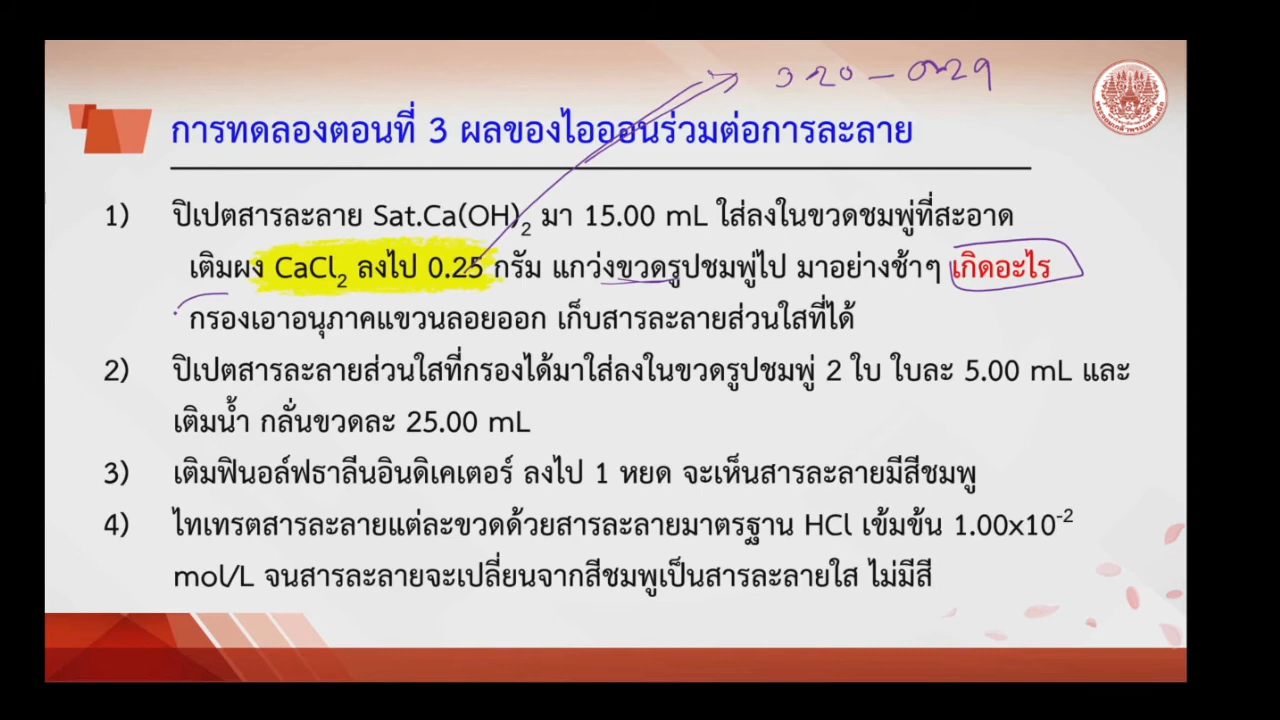 การทดลองตอนที่ 3 ผลของไอออนร่วมต่อการละลาย
1) ปิเปตสารละลาย Sat.Ca(OH)2 มา 15.00 mL ใส่ลงในขวดชมพู่ที่สะอาด
เติมผง CaCl2 ลงไป 0.25 กรัม แกว่งขวดรูปชมพู่ไป มาอย่างช้าๆ เกิดอะไร
กรองเอาอนุภาคแขวนลอยออก เก็บสารละลายส่วนใสที่ได้
2) ปิเปตสารละลายส่วนใสที่กรองได้มาใส่ลงในขวดรูปชมพู่ 2 ใบ ใบละ 5.00 mL และ
เติมน้ำ กลั่นขวดละ 25.00 mL
3) เติมฟินอล์ฟธาลีนอินดิเคเตอร์ ลงไป 1 หยด จะเห็นสารละลายมีสีชมพู
4) ไทเทรตสารละลายแต่ละขวดด้วยสารละลายมาตรฐาน HCl เข้มข้น 1.00x10-2
mol/L จนสารละลายจะเปลี่ยนจากสีชมพูเป็นสารละลายใส ไม่มีสี